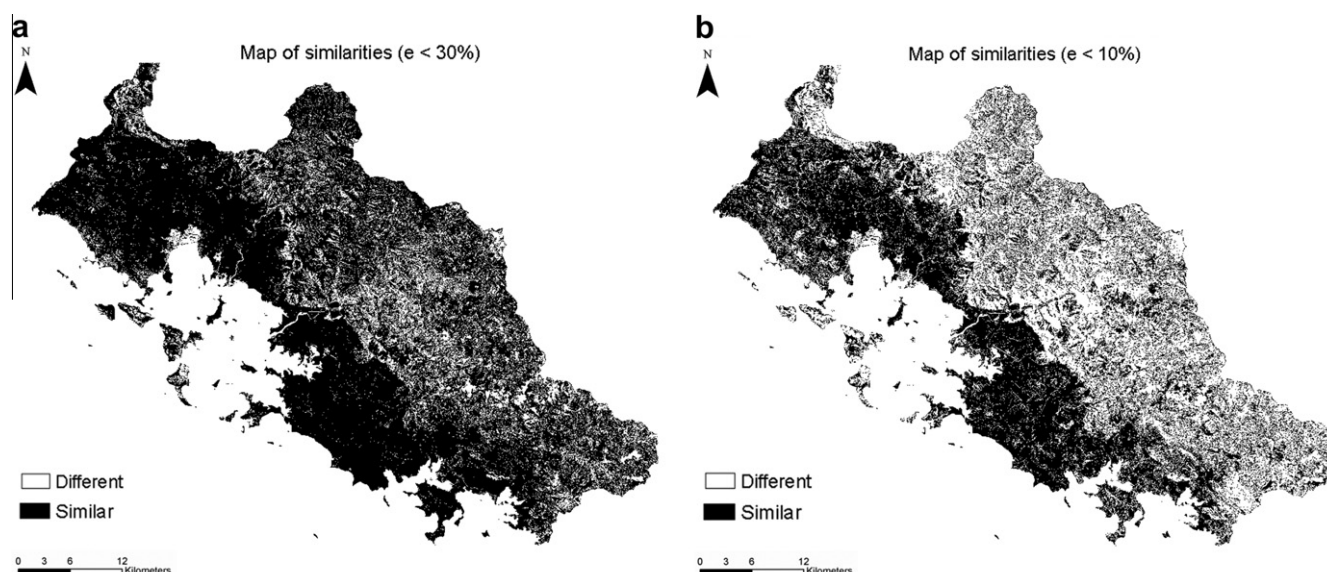 a
N
Map of similarities (e < 30%)
Different
Similar
0 3 6 12
Kilometers
b
N
Map of similarities (e < 10%)
Different
Similar
0 3 6 12
Kilometers